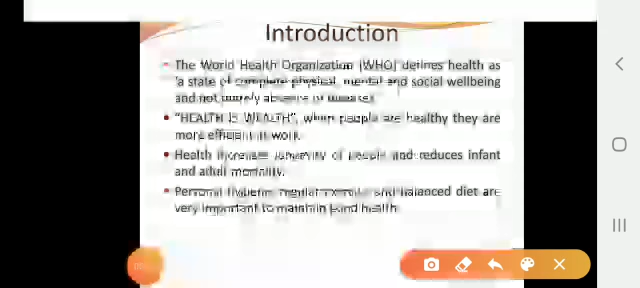 Introduction
• The World Health Organization (WHO) defines health as
'a state of complete physical, mental and social wellbeing
and not merely absence of disease'.
• "HEALTH is WEALTH", when people are healthy they are
more efficient in work.
• Health increases longevity of people and reduces infant
and adult mortality.
• Personal hygiene, regular exercise and balanced diet are
very important to maintain good health.